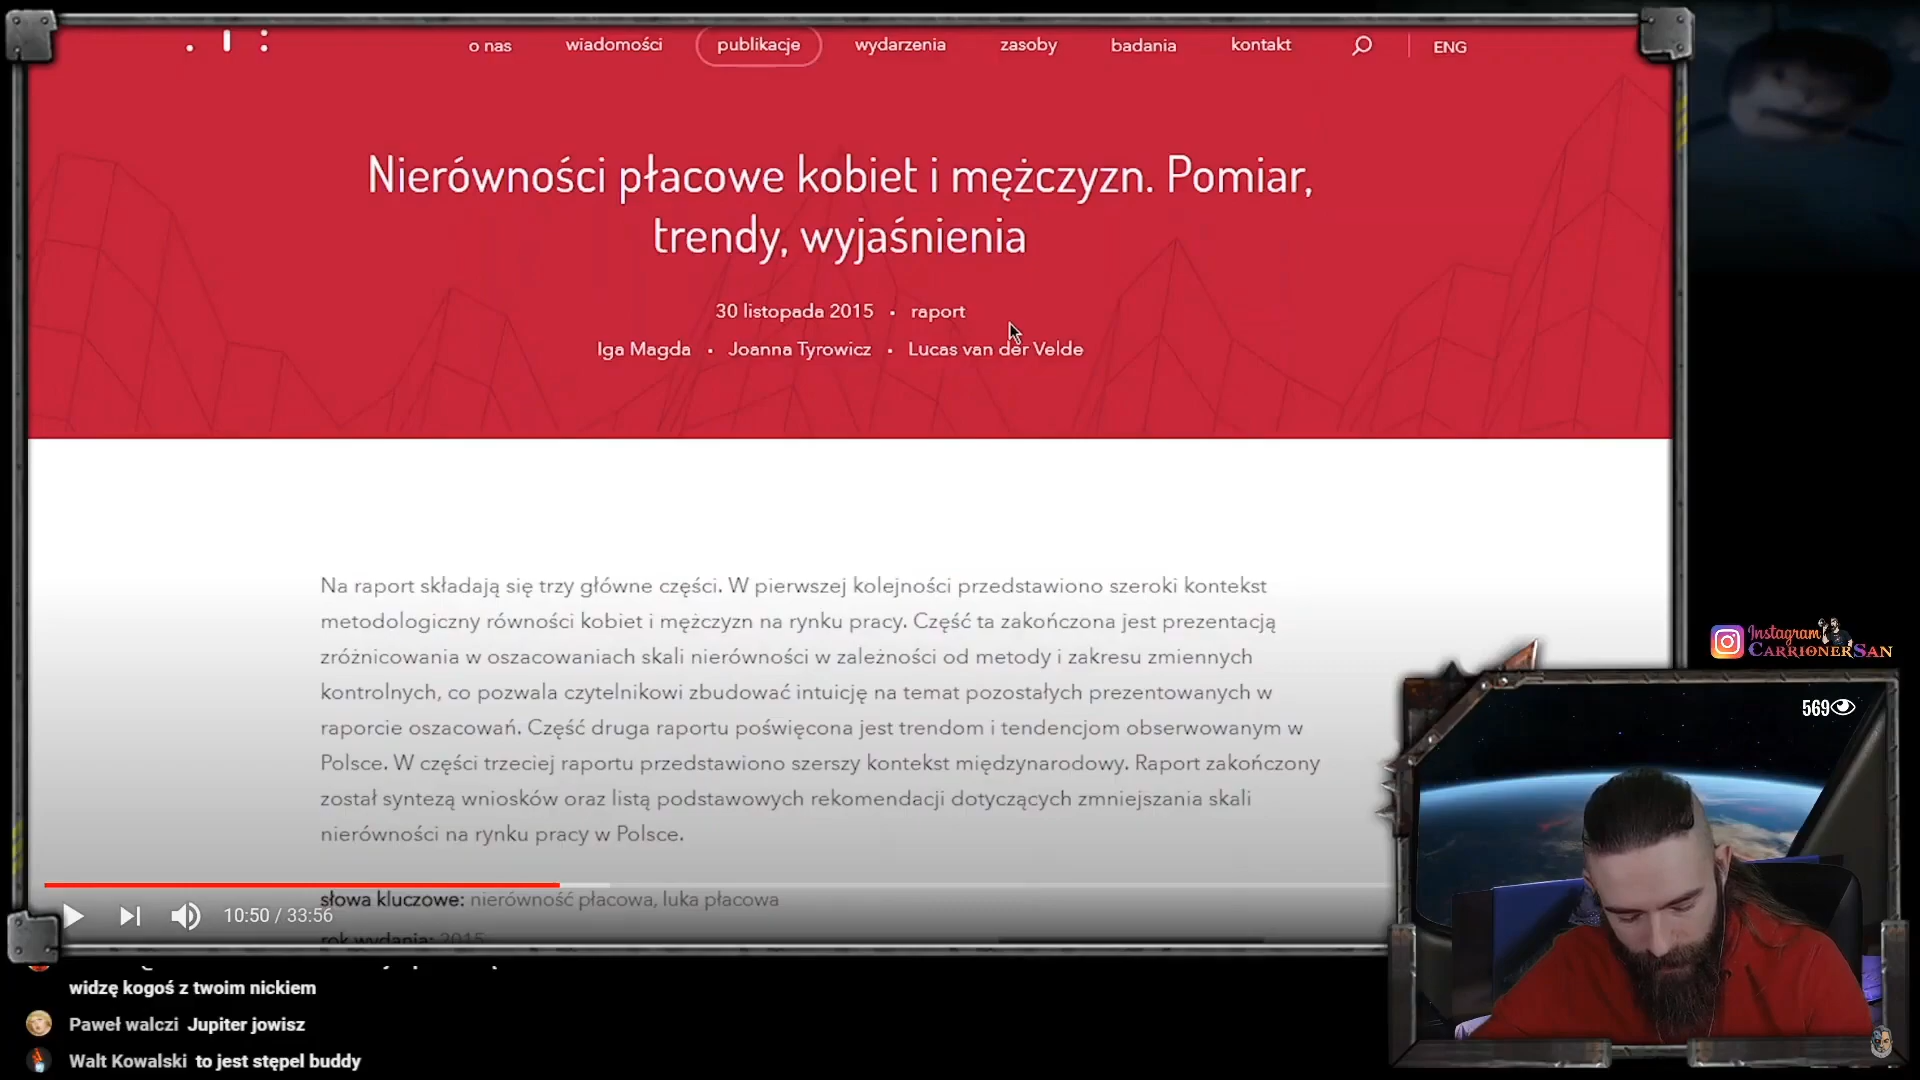 o nas wiadomości publikacje wydarzenia zasoby badania kontakt ENG
Nierówności płacowe kobiet i mężczyzn. Pomiar,
trendy, wyjaśnienia
30 listopada 2015 • raport
Iga Magda • Joanna Tyrowicz • Lucas van der Velde
Na raport składają się trzy główne części. W pierwszej kolejności przedstawiono szeroki kontekst
metodologiczny równości kobiet i mężczyzn na rynku pracy. Część ta zakończona jest prezentacją
zróżnicowania w oszacowaniach skali nierówności w zależności od metody i zakresu zmiennych
kontrolnych, co pozwala czytelnikowi zbudować intuicję na temat pozostałych prezentowanych w
raporcie oszacowań. Część druga raportu poświęcona jest trendom i tendencjom obserwowanym w
Polsce. W części trzeciej raportu przedstawiono szerszy kontekst międzynarodowy. Raport zakończony
został syntezą wniosków oraz listą podstawowych rekomendacji dotyczących zmniejszania skali
nierówności na rynku pracy w Polsce.
słowa kluczowe: nierówność płacowa, luka płacowa
rok wydania: 2015
10:50 / 33:56
Instagram
CARRIONERSAN
569
widzę kogoś z twoim nickiem
Paweł walczi Jupiter jowisz
Walt Kowalski to jest stępel buddy